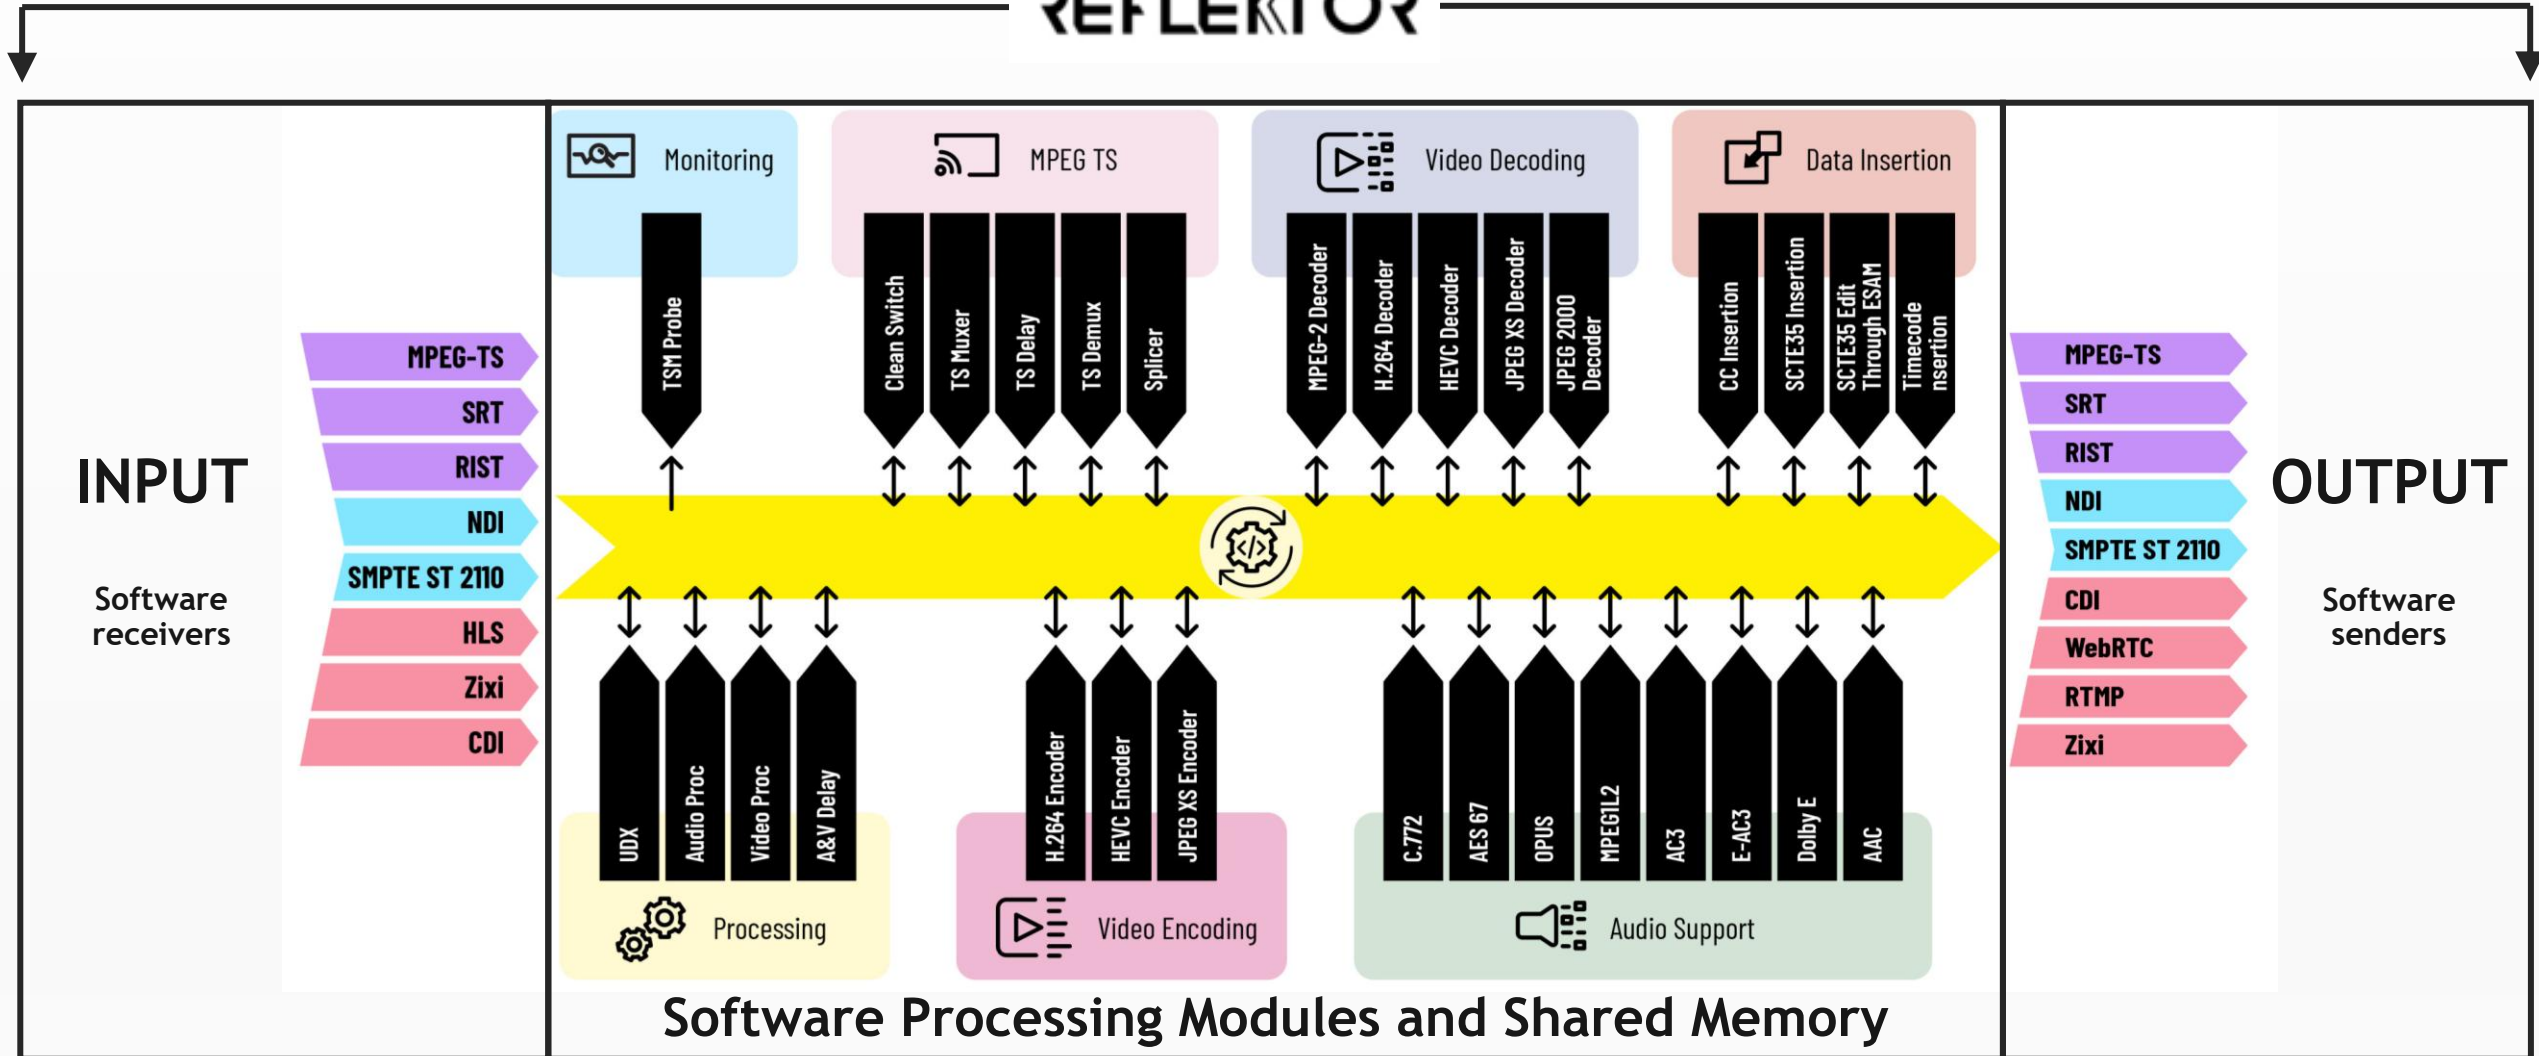 REFLEKTOR
INPUT
Software
receivers
MPEG-TS
SRT
RIST
NDI
SMPTE ST 2110
HLS
Zixi
CDI
Monitoring
TSM Probe
MPEG TS
Clean Switch
TS Muxer
TS Delay
TS Demux
Splicer
Video Decoding
MPEG-2 Decoder
H.264 Decoder
HEVC Decoder
JPEG XS Decoder
JPEG 2000
Decoder
Data Insertion
CC Insertion
SCTE35 Insertion
SCTE35 Edit
Through ESAM
Timecode
nsertion
</>
UDX
Audio Proc
Video Proc
A&V Delay
Processing
H.264 Encoder
HEVC Encoder
JPEG XS Encoder
Video Encoding
C.772
AES 67
OPUS
MPEG1L2
AC3
E-AC3
Dolby E
AAC
Audio Support
Software Processing Modules and Shared Memory
MPEG-TS
SRT
RIST
NDI
SMPTE ST 2110
CDI
WebRTC
RTMP
Zixi
OUTPUT
Software
senders